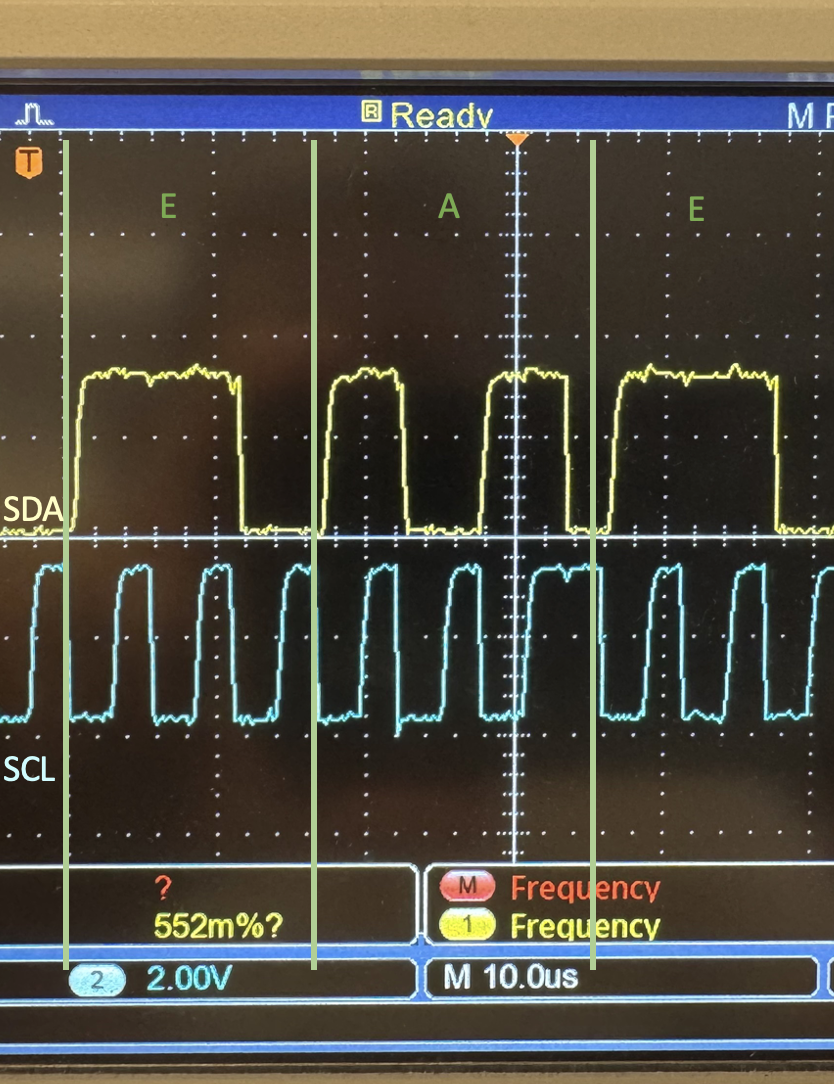 R Ready
M
T
E A E
SDA
SCL
?
552m%?
M Frequency
1 Frequency
2 2.00V
M 10.0us